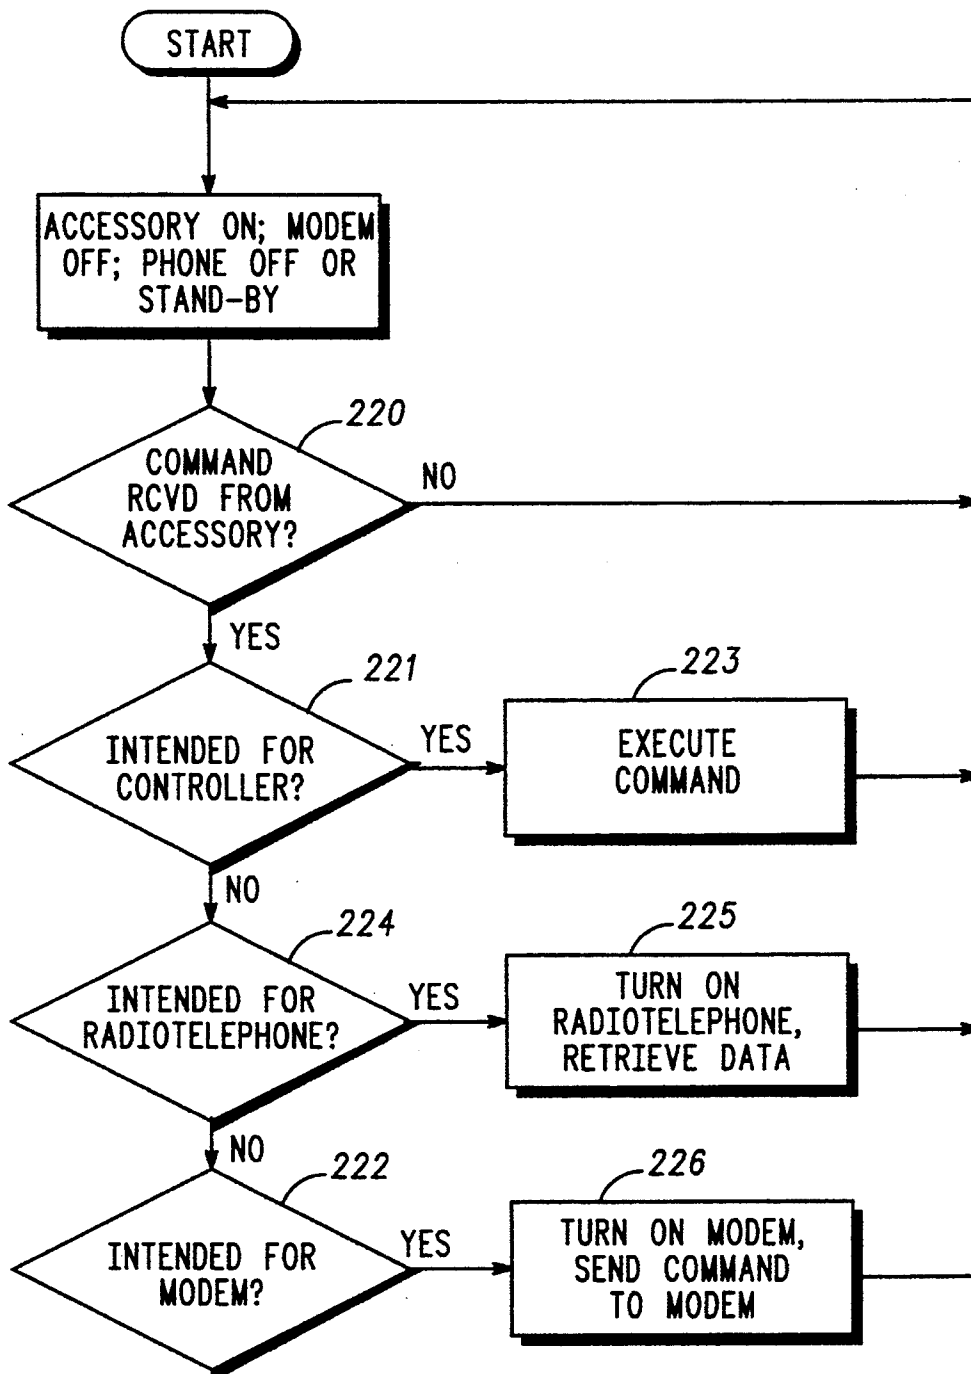 START
ACCESSORY ON; MODEM
OFF; PHONE OFF OR
STAND-BY
220
COMMAND
RCVD FROM
ACCESSORY?
NO
YES
221
INTENDED FOR
CONTROLLER?
YES
223
EXECUTE
COMMAND
NO
224
INTENDED FOR
RADIOTELEPHONE?
YES
225
TURN ON
RADIOTELEPHONE,
RETRIEVE DATA
NO
222
INTENDED FOR
MODEM?
YES
226
TURN ON MODEM,
SEND COMMAND
TO MODEM